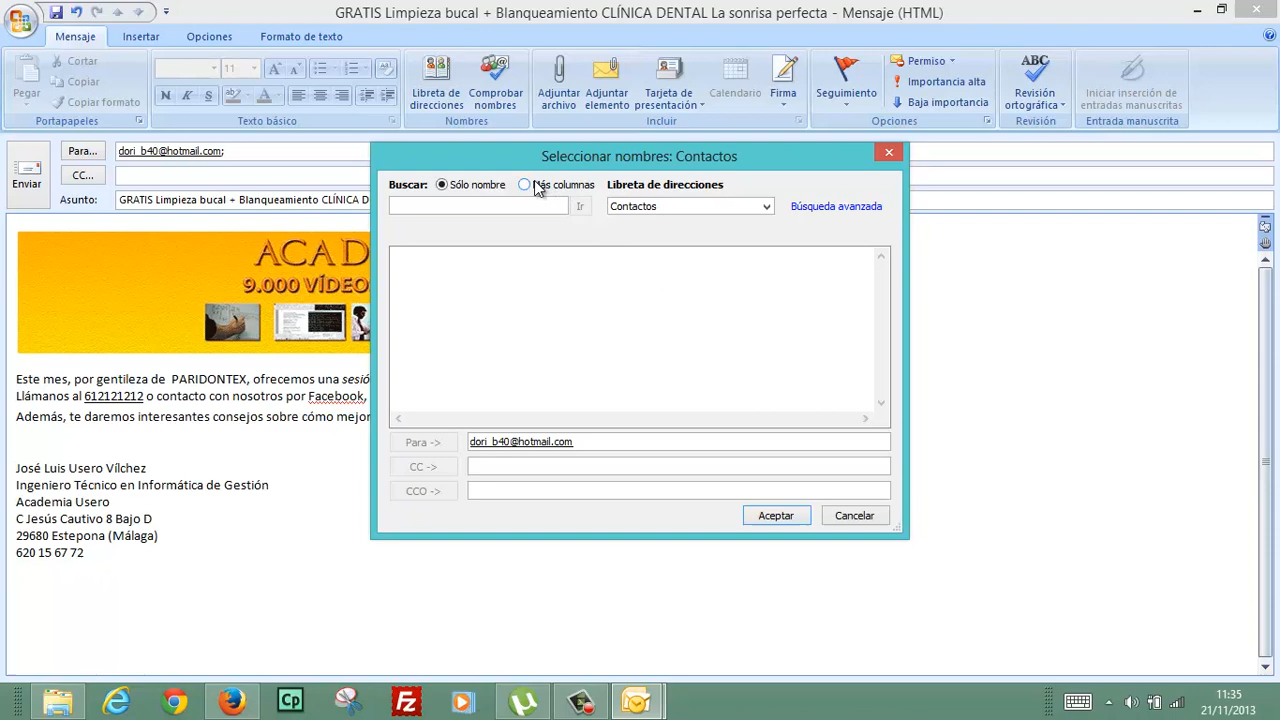 GRATIS Limpieza bucal + Blanqueamiento CLÍNICA DENTAL La sonrisa perfecta - Mensaje (HTML)
Mensaje Insertar Opciones Formato de texto
Pegar
Cortar
Copiar
Copiar formato
Portapapeles
11
N K S
Texto básico
Libreta de direcciones
Comprobar nombres
Nombres
Adjuntar archivo
Adjuntar elemento
Tarjeta de presentación
Calendario
Firma
Incluir
Seguimiento
Permiso
Importancia alta
Baja importancia
Opciones
ABC
Revisión ortográfica
Revisión
Iniciar inserción de entradas manuscritas
Entrada manuscrita
Enviar
Para... dori_b40@hotmail.com;
CC...
Asunto: GRATIS Limpieza bucal + Blanqueamiento CLÍNICA D
ACAD
9.000 VÍDEO
Este mes, por gentileza de PARIDONTEX, ofrecemos una sesió
Llámanos al 612121212 o contacto con nosotros por Facebook,
Además, te daremos interesantes consejos sobre cómo mejor
José Luis Usero Vílchez
Ingeniero Técnico en Informática de Gestión
Academia Usero
C Jesús Cautivo 8 Bajo D
29680 Estepona (Málaga)
620 15 67 72
Seleccionar nombres: Contactos
Buscar: Sólo nombre Más columnas Libreta de direcciones
Ir Contactos Búsqueda avanzada
Para -> dori_b40@hotmail.com
CC ->
CCO ->
Aceptar Cancelar
Cp
Fz
11:35
21/11/2013